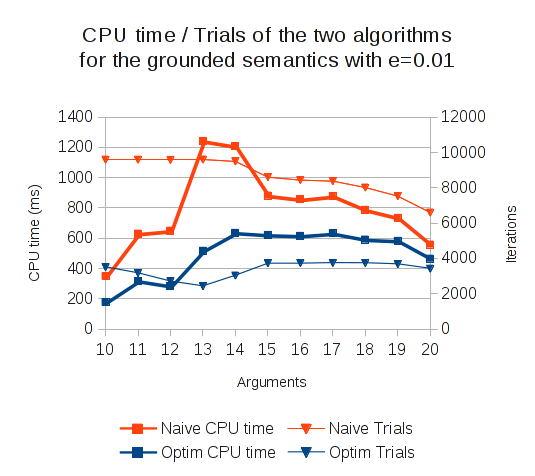 CPU time / Trials of the two algorithms
for the grounded semantics with e=0.01
1400 12000
1200 10000
1000 8000
800 6000
600 4000
400 2000
200 0
0
CPU time (ms)
Iterations
10 11 12 13 14 15 16 17 18 19 20
Arguments
Naive CPU time Naive Trials
Optim CPU time Optim Trials